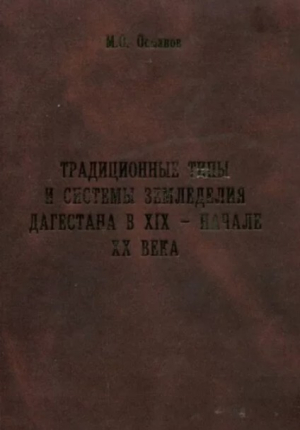 М.О. Османов
ТРАДИЦИОННЫЕ ТИПЫ
И СИСТЕМЫ ЗЕМЛЕДЕЛИЯ
ДАГЕСТАНА В XIX – НАЧАЛЕ
XX ВЕКА